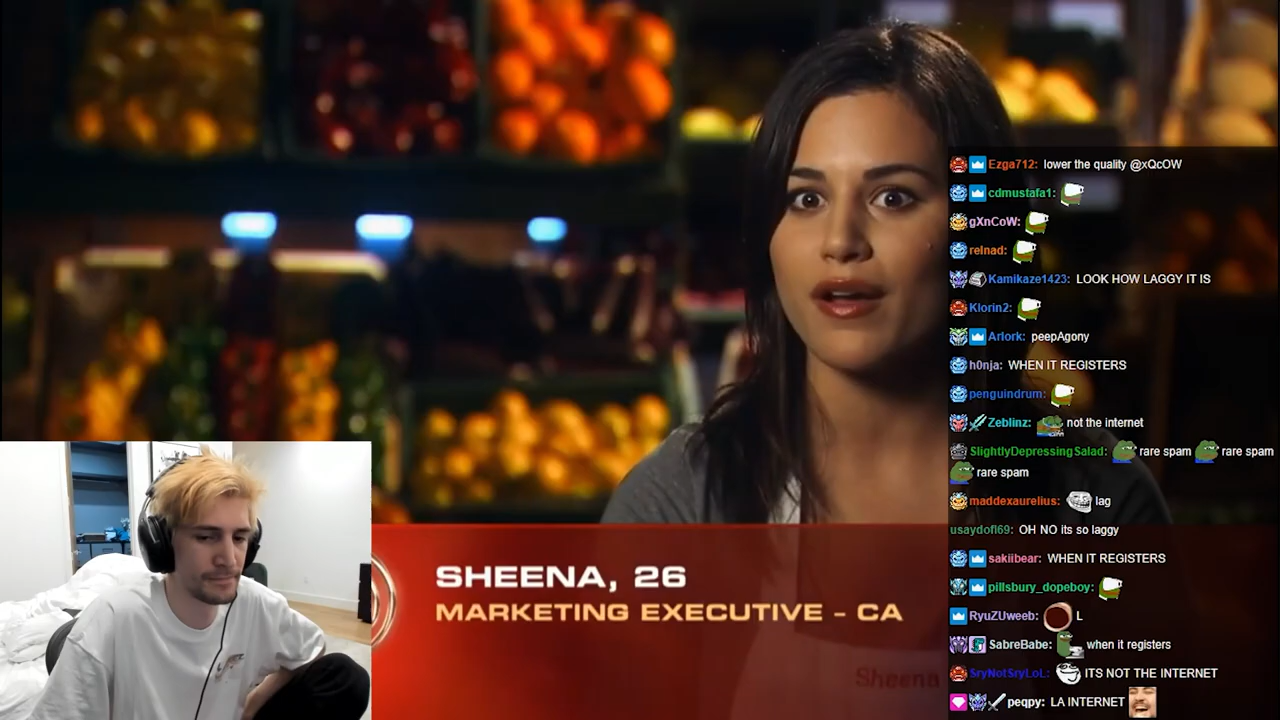 Ezga712: lower the quality @xQcOW
cdmustafa1:
gXnCoW:
relnad:
Kamikaze1423: LOOK HOW LAGGY IT IS
Klorin2:
Arlork: peepAgony
h0nja: WHEN IT REGISTERS
penguindrum:
Zeblinz: not the internet
SlightlyDepressingSalad: rare spam rare spam
rare spam
maddexaurelius: lag
usaydofl69: OH NO its so laggy
sakiibear: WHEN IT REGISTERS
pillsbury_dopeboy:
RyuZUweeb: L
SabreBabe: when it registers
SryNotSryLoL: ITS NOT THE INTERNET
peqpy: LA INTERNET
SHEENA, 26
MARKETING EXECUTIVE - CA
Sheena